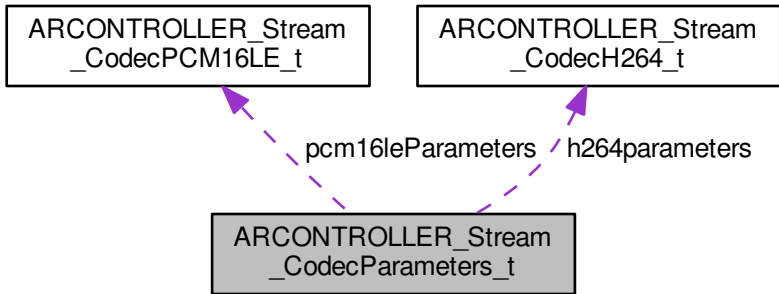 ARCONTROLLER_Stream
_CodecPCM16LE_t
ARCONTROLLER_Stream
_CodecH264_t
pcm16leParameters
h264parameters
ARCONTROLLER_Stream
_CodecParameters_t